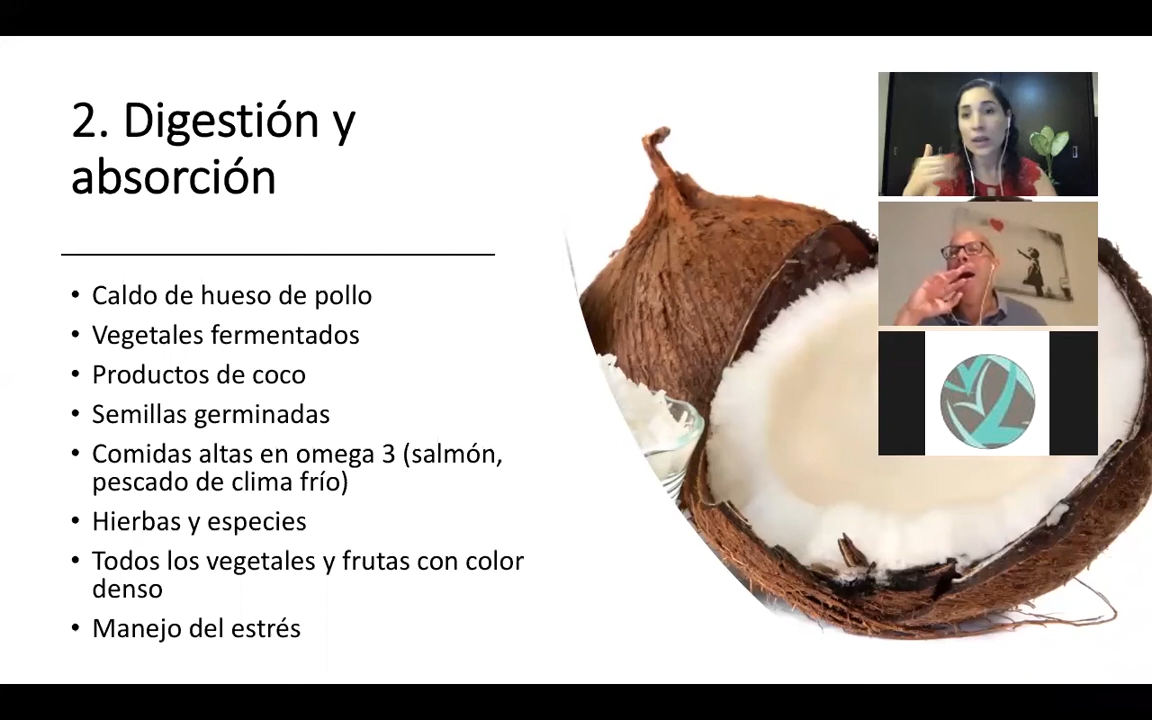 2. Digestión y
absorción
• Caldo de hueso de pollo
• Vegetales fermentados
• Productos de coco
• Semillas germinadas
• Comidas altas en omega 3 (salmón,
pescado de clima frío)
• Hierbas y especies
• Todos los vegetales y frutas con color
denso
• Manejo del estrés